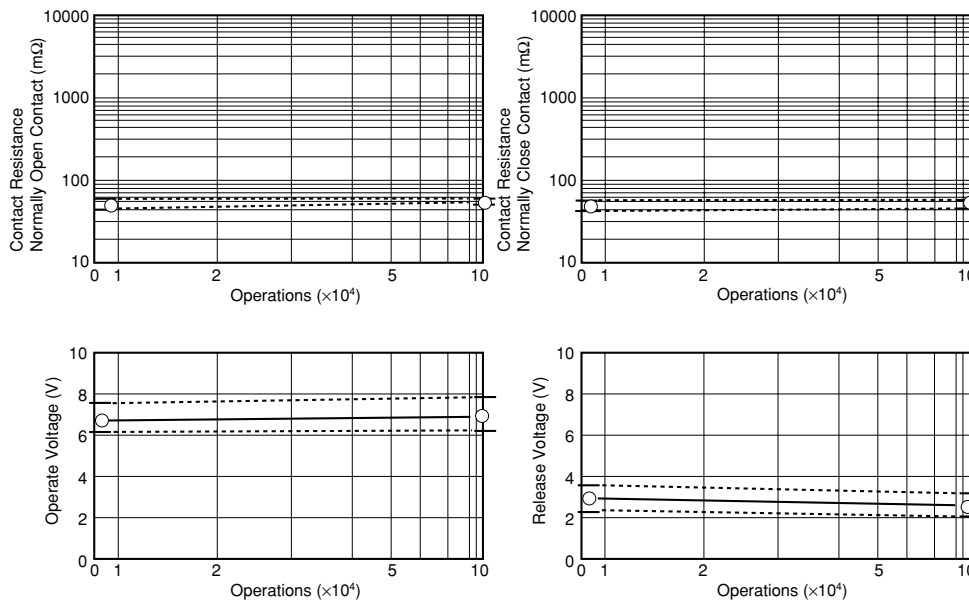 10000
1000
100
10
Contact Resistance
Normally Open Contact (mΩ)
0 1 2 5 10
Operations (×10⁴)
10000
1000
100
10
Contact Resistance
Normally Close Contact (mΩ)
0 1 2 5 10
Operations (×10⁴)
10
8
6
4
2
0
Operate Voltage (V)
0 1 2 5 10
Operations (×10⁴)
10
8
6
4
2
0
Release Voltage (V)
0 1 2 5 10
Operations (×10⁴)